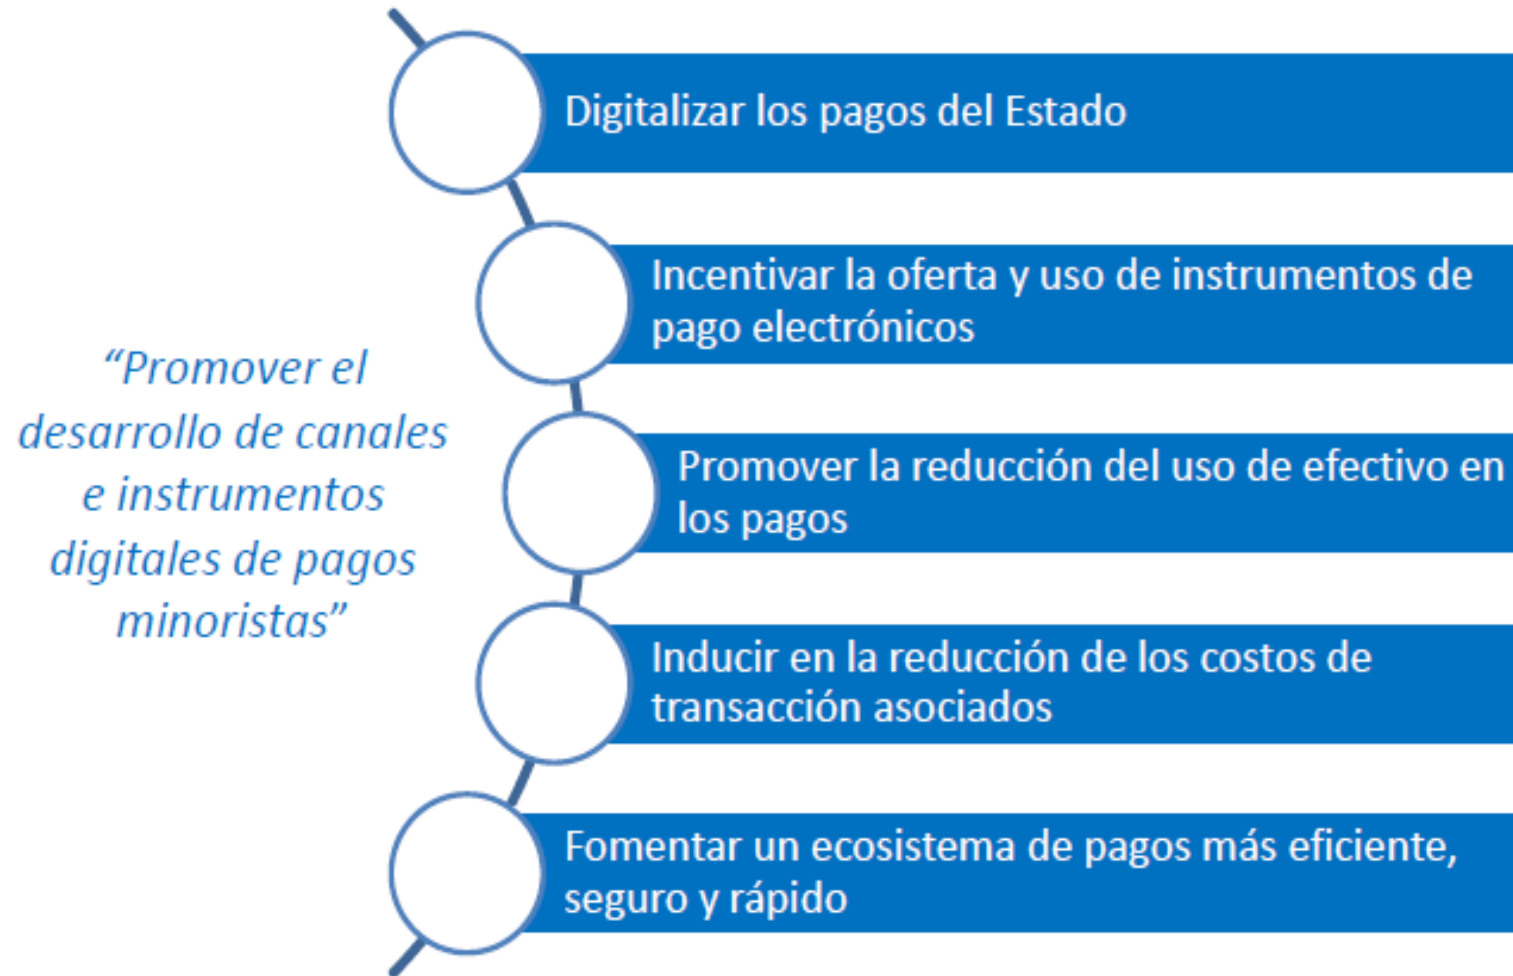 “Promover el
desarrollo de canales
e instrumentos
digitales de pagos
minoristas”
Digitalizar los pagos del Estado
Incentivar la oferta y uso de instrumentos de
pago electrónicos
Promover la reducción del uso de efectivo en
los pagos
Inducir en la reducción de los costos de
transacción asociados
Fomentar un ecosistema de pagos más eficiente,
seguro y rápido